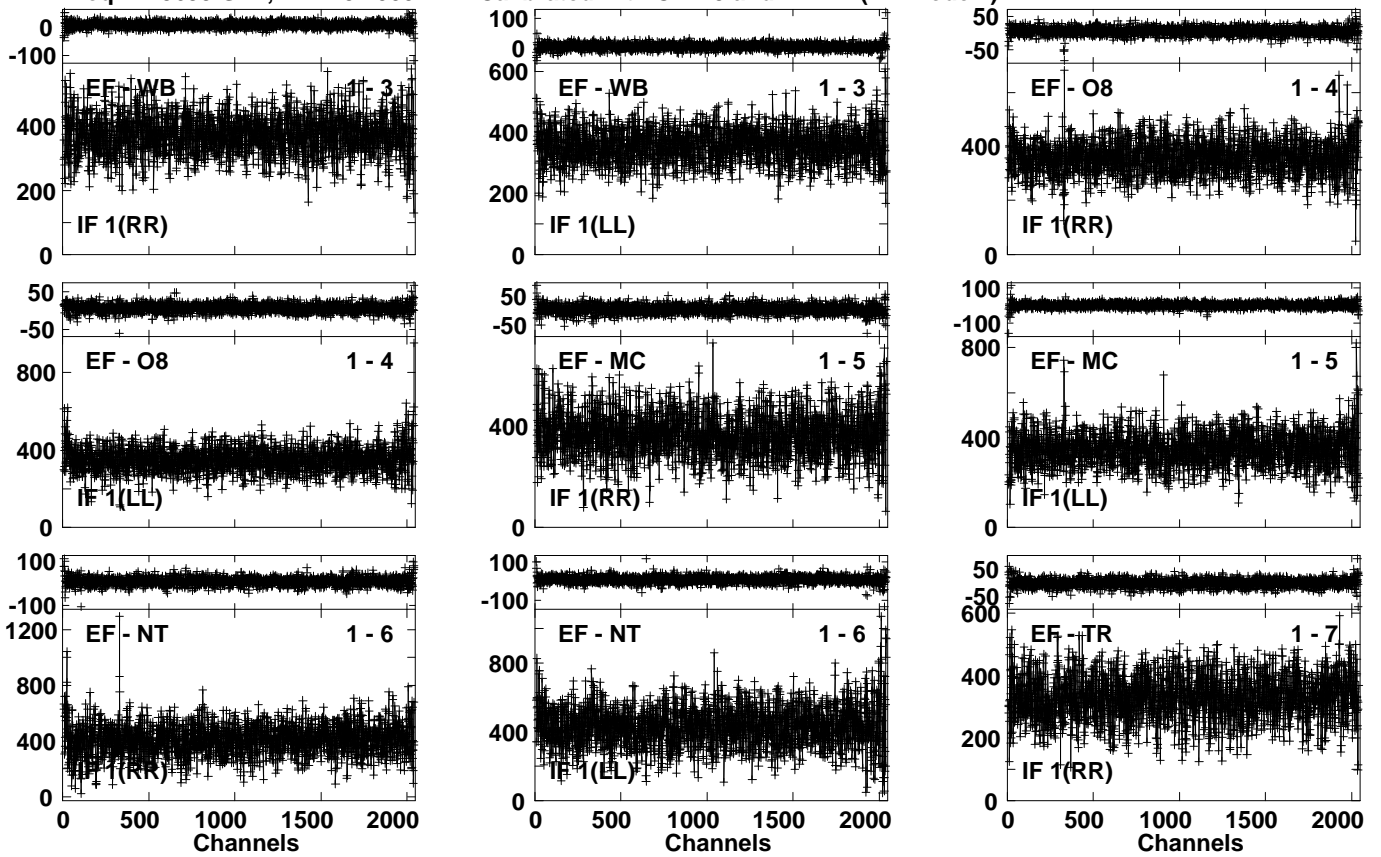 0 100 50
-100 0 -50
EF - WB 1 - 3 600 EF - WB 1 - 3 EF - O8 1 - 4
400 400 400
200 200
IF 1(RR) IF 1(LL) IF 1(RR)
0 0 0
50 50 100
-50 -50 -100
EF - O8 1 - 4 EF - MC 1 - 5 800 EF - MC 1 - 5
800
400 400 400
IF 1(LL) IF 1(RR) IF 1(LL)
0 0 0
100 100 50
-100 -100 -50
1200 EF - NT 1 - 6 EF - NT 1 - 6 600 EF - TR 1 - 7
800 800 400
400 400 200
IF 1(RR) IF 1(LL) IF 1(RR)
0 0 0
0 500 1000 1500 2000 0 500 1000 1500 2000 0 500 1000 1500 2000
Channels Channels Channels